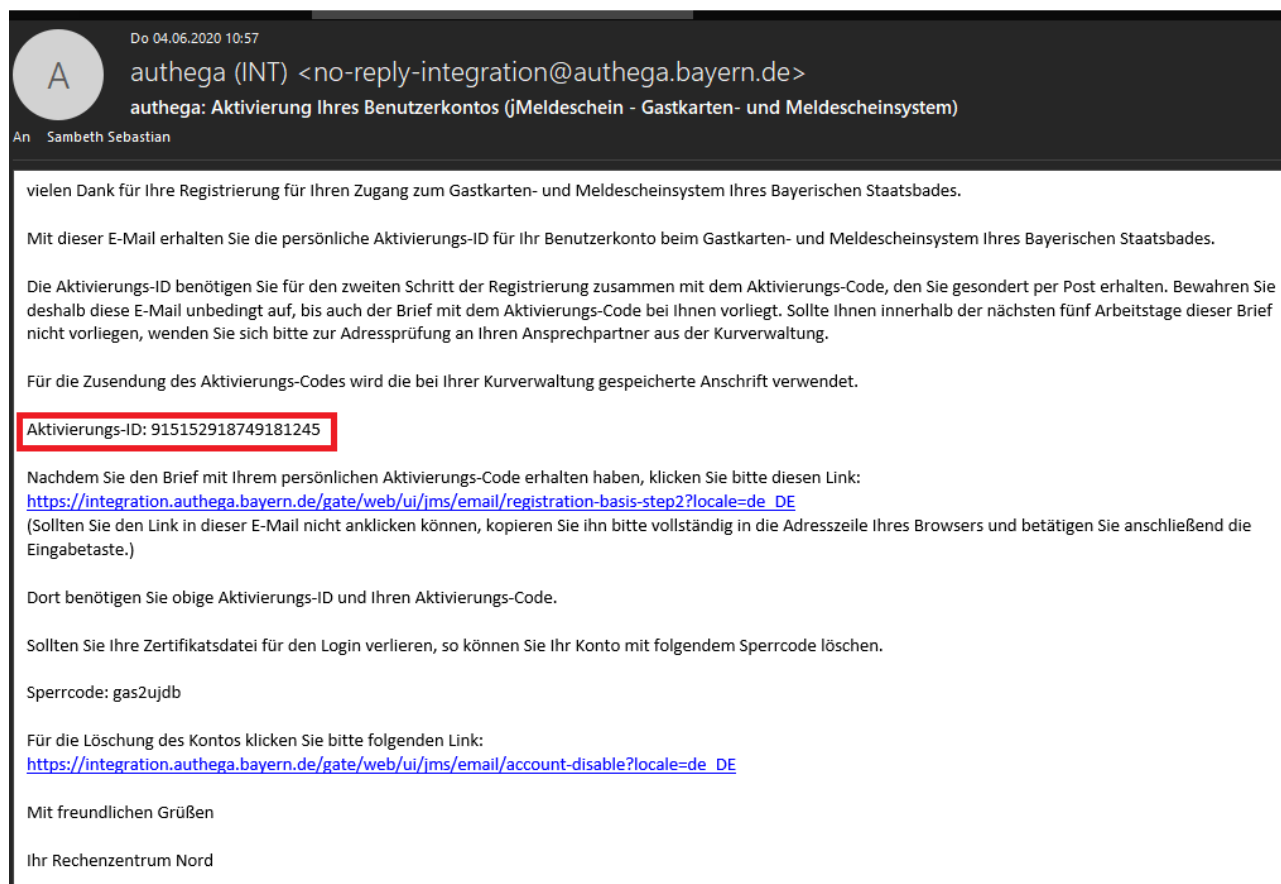 Do 04.06.2020 10:57
A
authega (INT) <no-reply-integration@authega.bayern.de>
authega: Aktivierung Ihres Benutzerkontos (jMeldeschein - Gastkarten- und Meldescheinsystem)
An Sambeth Sebastian
vielen Dank für Ihre Registrierung für Ihren Zugang zum Gastkarten- und Meldescheinsystem Ihres Bayerischen Staatsbades.
Mit dieser E-Mail erhalten Sie die persönliche Aktivierungs-ID für Ihr Benutzerkonto beim Gastkarten- und Meldescheinsystem Ihres Bayerischen Staatsbades.
Die Aktivierungs-ID benötigen Sie für den zweiten Schritt der Registrierung zusammen mit dem Aktivierungs-Code, den Sie gesondert per Post erhalten. Bewahren Sie
deshalb diese E-Mail unbedingt auf, bis auch der Brief mit dem Aktivierungs-Code bei Ihnen vorliegt. Sollte Ihnen innerhalb der nächsten fünf Arbeitstage dieser Brief
nicht vorliegen, wenden Sie sich bitte zur Adressprüfung an Ihren Ansprechpartner aus der Kurverwaltung.
Für die Zusendung des Aktivierungs-Codes wird die bei Ihrer Kurverwaltung gespeicherte Anschrift verwendet.
Aktivierungs-ID: 915152918749181245
Nachdem Sie den Brief mit Ihrem persönlichen Aktivierungs-Code erhalten haben, klicken Sie bitte diesen Link:
https://integration.authega.bayern.de/gate/web/ui/jms/email/registration-basis-step2?locale=de_DE
(Sollten Sie den Link in dieser E-Mail nicht anklicken können, kopieren Sie ihn bitte vollständig in die Adresszeile Ihres Browsers und betätigen Sie anschließend die
Eingabetaste.)
Dort benötigen Sie obige Aktivierungs-ID und Ihren Aktivierungs-Code.
Sollten Sie Ihre Zertifikatsdatei für den Login verlieren, so können Sie Ihr Konto mit folgendem Sperrcode löschen.
Sperrcode: gas2ujdb
Für die Löschung des Kontos klicken Sie bitte folgenden Link:
https://integration.authega.bayern.de/gate/web/ui/jms/email/account-disable?locale=de_DE
Mit freundlichen Grüßen
Ihr Rechenzentrum Nord